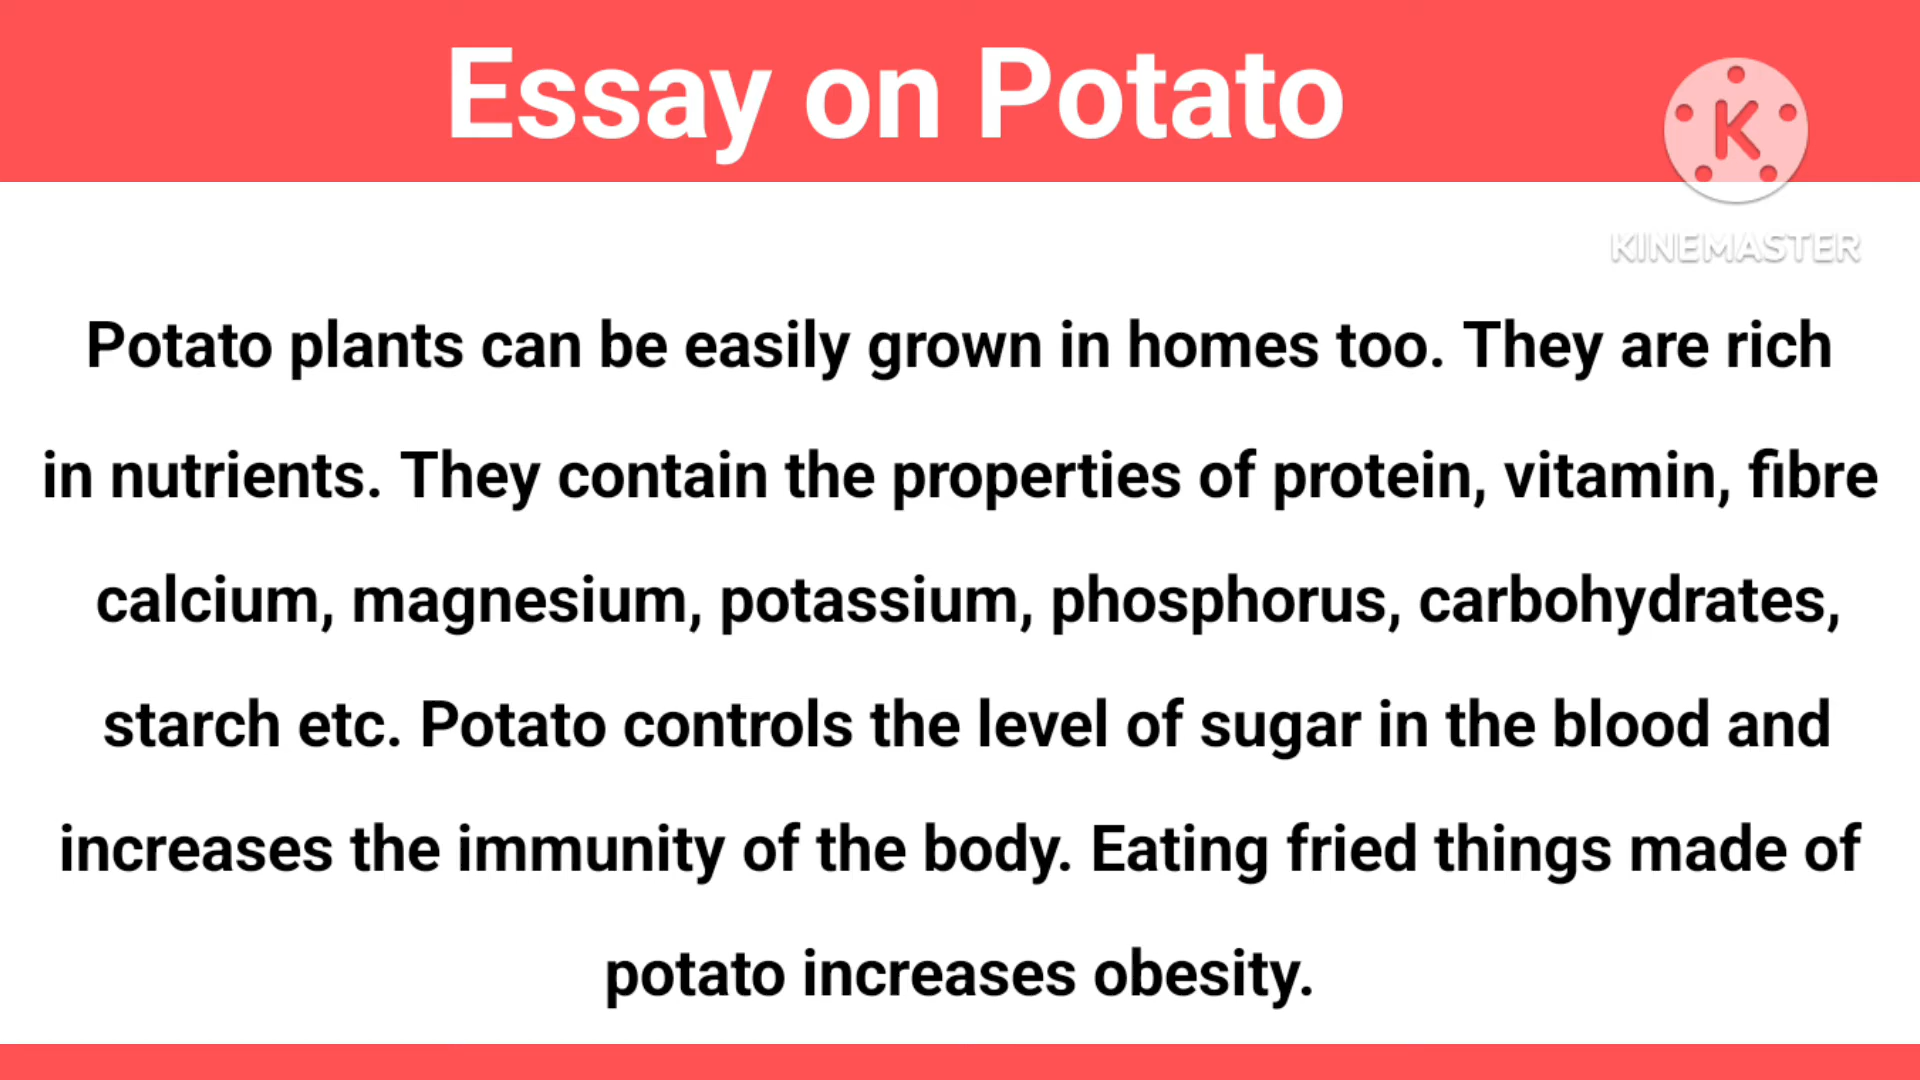 Essay on Potato
K
KINEMASTER
Potato plants can be easily grown in homes too. They are rich
in nutrients. They contain the properties of protein, vitamin, fibre
calcium, magnesium, potassium, phosphorus, carbohydrates,
starch etc. Potato controls the level of sugar in the blood and
increases the immunity of the body. Eating fried things made of
potato increases obesity.